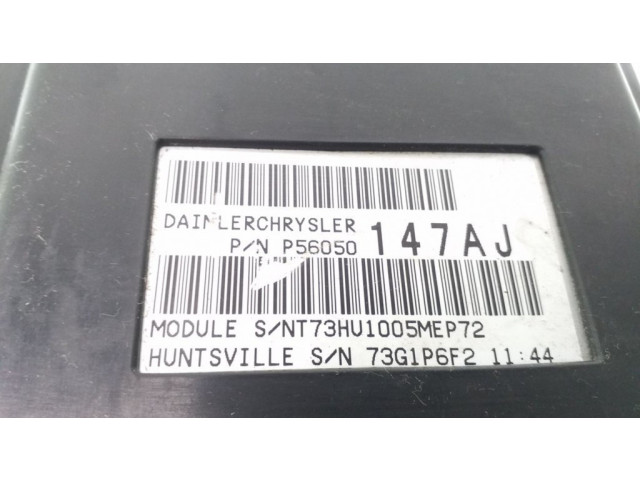 DAIMLERCHRYSLER
P/N P56050 147AJ
MODULE S/NT73HU1005MEP72
HUNTSVILLE S/N 73G1P6F2 11:44